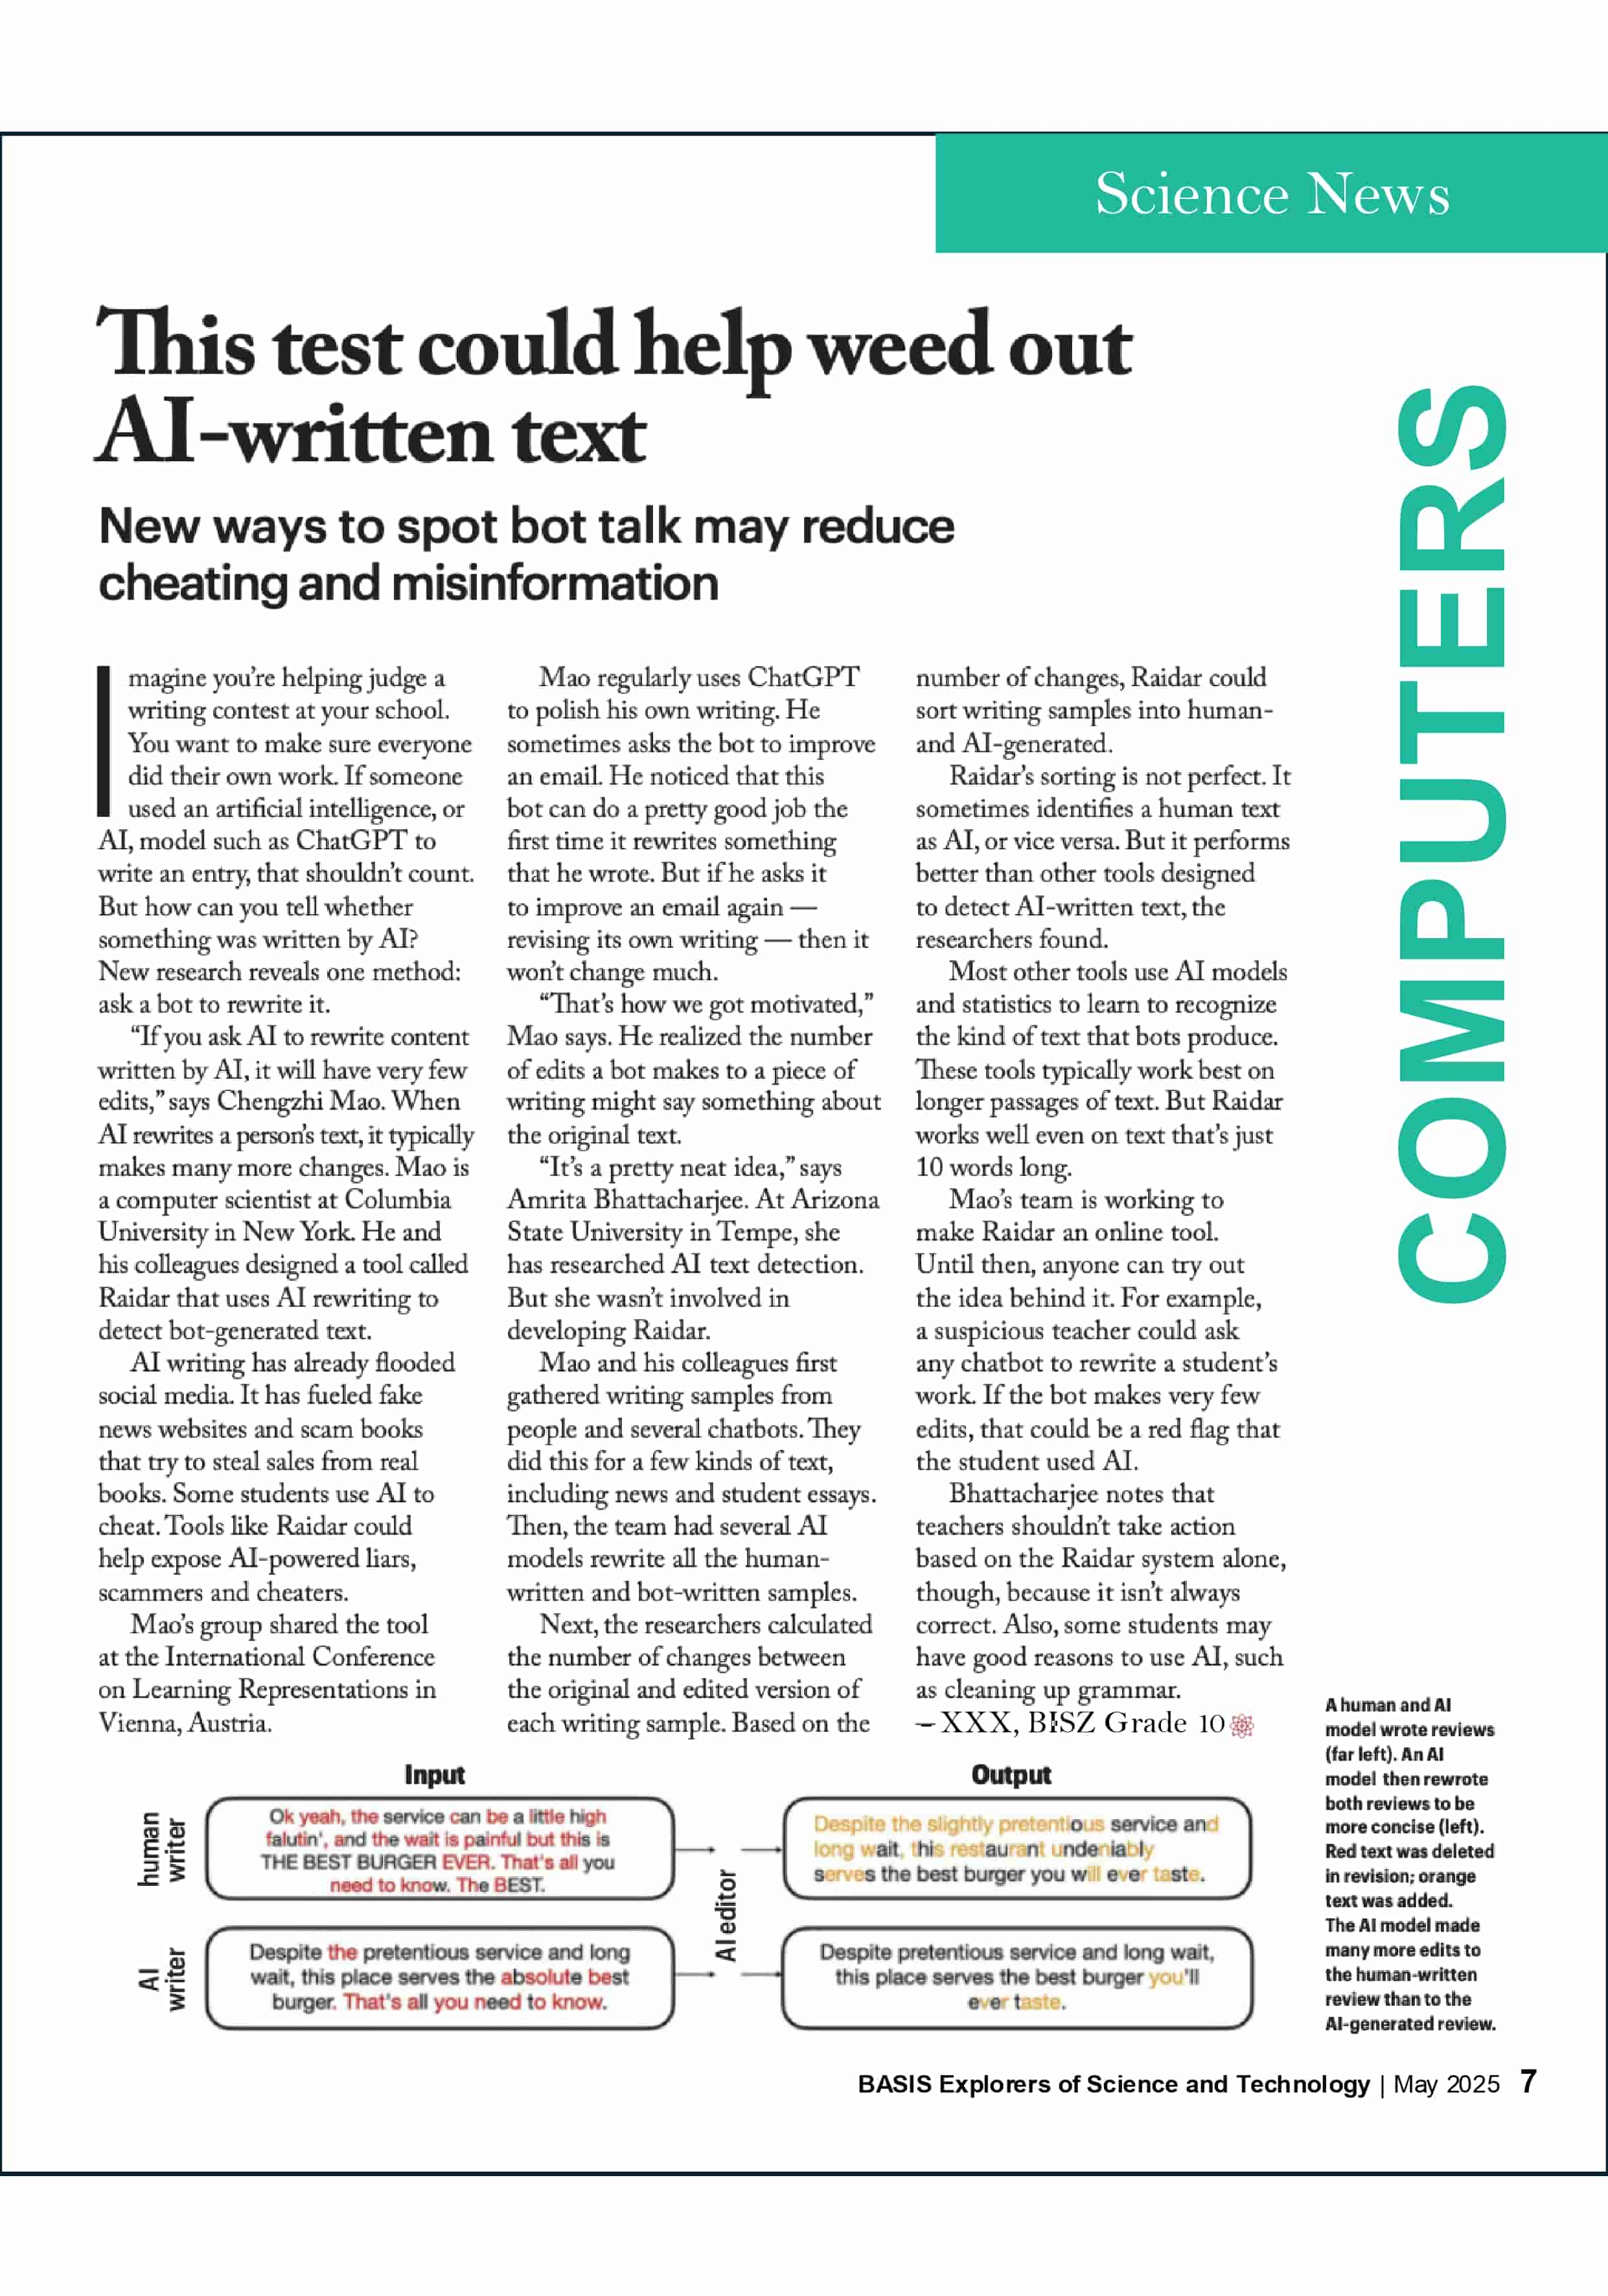 Science News
This test could help weed out
AI-written text
New ways to spot bot talk may reduce
cheating and misinformation
COMPUTERS
Imagine you're helping judge a
writing contest at your school.
You want to make sure everyone
did their own work. If someone
used an artificial intelligence, or
AI, model such as ChatGPT to
write an entry, that shouldn't count.
But how can you tell whether
something was written by AI?
New research reveals one method:
ask a bot to rewrite it.
“If you ask AI to rewrite content
written by AI, it will have very few
edits,” says Chengzhi Mao. When
AI rewrites a person's text, it typically
makes many more changes. Mao is
a computer scientist at Columbia
University in New York. He and
his colleagues designed a tool called
Raidar that uses AI rewriting to
detect bot-generated text.
AI writing has already flooded
social media. It has fueled fake
news websites and scam books
that try to steal sales from real
books. Some students use AI to
cheat. Tools like Raidar could
help expose AI-powered liars,
scammers and cheaters.
Mao's group shared the tool
at the International Conference
on Learning Representations in
Vienna, Austria.
Mao regularly uses ChatGPT
to polish his own writing. He
sometimes asks the bot to improve
an email. He noticed that this
bot can do a pretty good job the
first time it rewrites something
that he wrote. But if he asks it
to improve an email again —
revising its own writing — then it
won't change much.
“That's how we got motivated,”
Mao says. He realized the number
of edits a bot makes to a piece of
writing might say something about
the original text.
“It's a pretty neat idea,” says
Amrita Bhattacharjee. At Arizona
State University in Tempe, she
has researched AI text detection.
But she wasn't involved in
developing Raidar.
Mao and his colleagues first
gathered writing samples from
people and several chatbots. They
did this for a few kinds of text,
including news and student essays.
Then, the team had several AI
models rewrite all the human-
written and bot-written samples.
Next, the researchers calculated
the number of changes between
the original and edited version of
each writing sample. Based on the
number of changes, Raidar could
sort writing samples into human-
and AI-generated.
Raidar's sorting is not perfect. It
sometimes identifies a human text
as AI, or vice versa. But it performs
better than other tools designed
to detect AI-written text, the
researchers found.
Most other tools use AI models
and statistics to learn to recognize
the kind of text that bots produce.
These tools typically work best on
longer passages of text. But Raidar
works well even on text that's just
10 words long.
Mao's team is working to
make Raidar an online tool.
Until then, anyone can try out
the idea behind it. For example,
a suspicious teacher could ask
any chatbot to rewrite a student's
work. If the bot makes very few
edits, that could be a red flag that
the student used AI.
Bhattacharjee notes that
teachers shouldn't take action
based on the Raidar system alone,
though, because it isn't always
correct. Also, some students may
have good reasons to use AI, such
as cleaning up grammar.
– XXX, BISZ Grade 10
Input
Output
human
writer
Ok yeah, the service can be a little high
falutin', and the wait is painful but this is
THE BEST BURGER EVER. That's all you
need to know. The BEST.
Despite the slightly pretentious service and
long wait, this restaurant undeniably
serves the best burger you will ever taste.
AI editor
AI
writer
Despite the pretentious service and long
wait, this place serves the absolute best
burger. That's all you need to know.
Despite pretentious service and long wait,
this place serves the best burger you'll
ever taste.
A human and AI
model wrote reviews
(far left). An AI
model then rewrote
both reviews to be
more concise (left).
Red text was deleted
in revision; orange
text was added.
The AI model made
many more edits to
the human-written
review than to the
AI-generated review.
BASIS Explorers of Science and Technology | May 2025 7